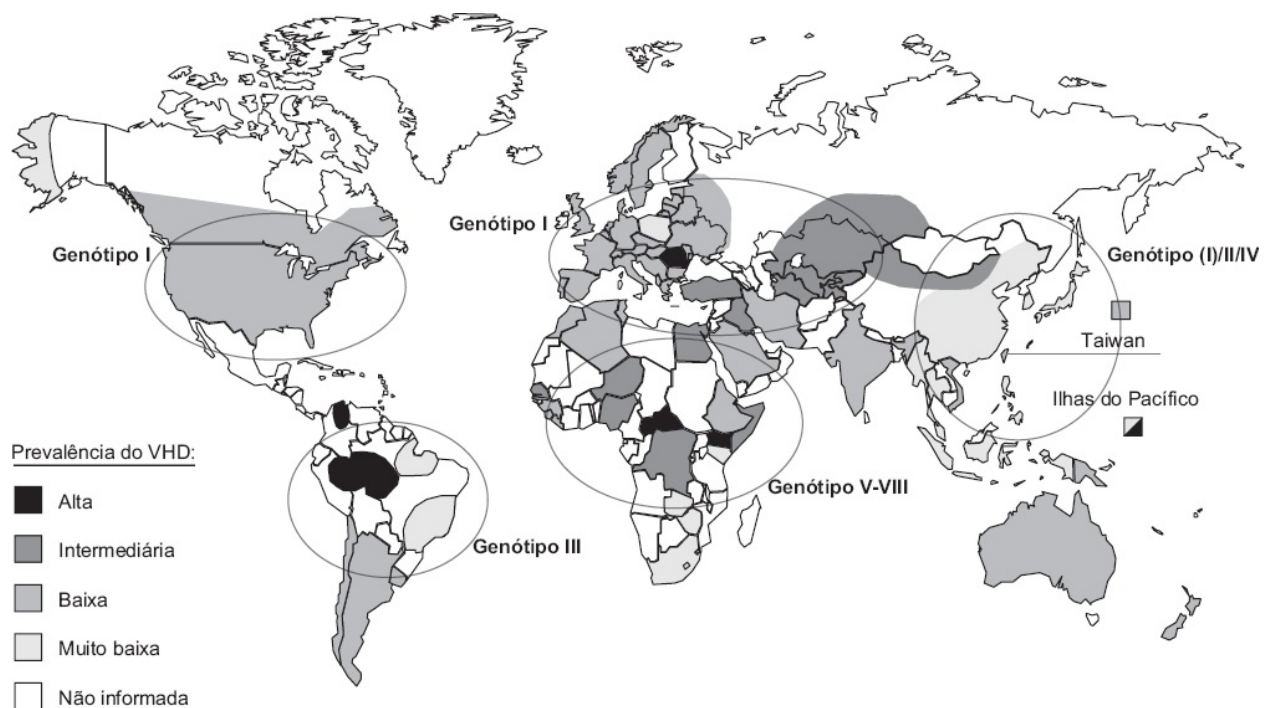 Genótipo I
Genótipo I
Genótipo (I)/II/IV
Taiwan
Ilhas do Pacífico
Genótipo V-VIII
Genótipo III
Prevalência do VHD:
Alta
Intermediária
Baixa
Muito baixa
Não informada